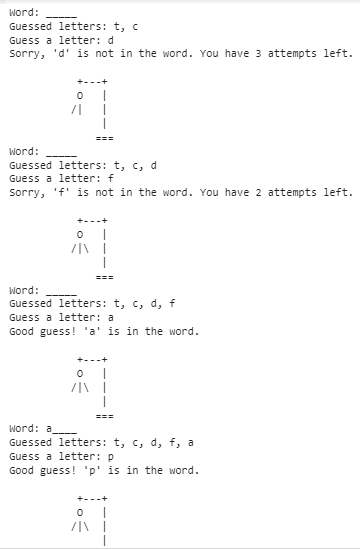 Word: _____
Guessed letters: t, c
Guess a letter: d
Sorry, 'd' is not in the word. You have 3 attempts left.
+---+
O   |
/|   |
|
===
Word: _____
Guessed letters: t, c, d
Guess a letter: f
Sorry, 'f' is not in the word. You have 2 attempts left.
+---+
O   |
/|\  |
|
===
Word: _____
Guessed letters: t, c, d, f
Guess a letter: a
Good guess! 'a' is in the word.
+---+
O   |
/|\  |
|
===
Word: a____
Guessed letters: t, c, d, f, a
Guess a letter: p
Good guess! 'p' is in the word.
+---+
O   |
/|\  |
|